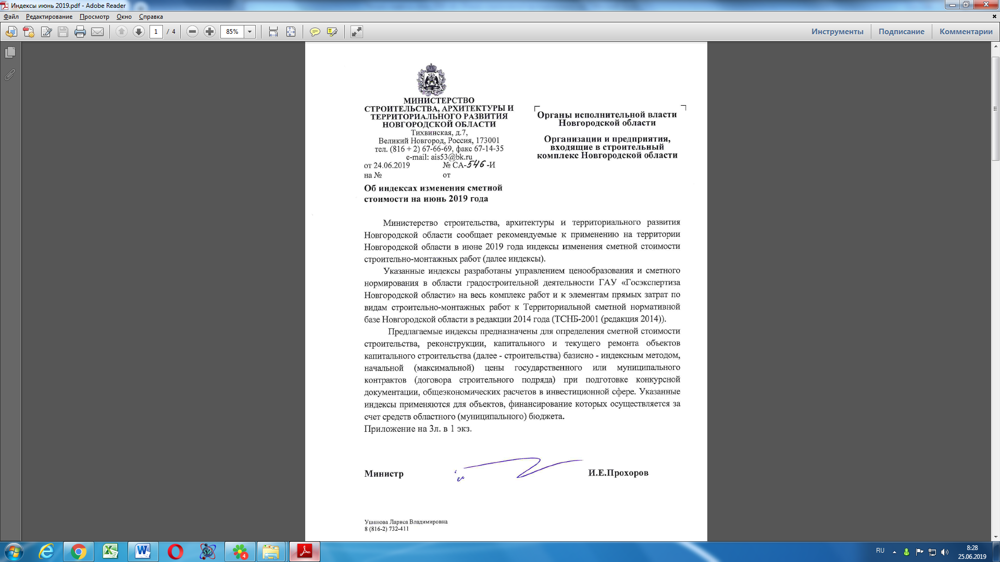 Индексы июнь 2019.pdf - Adobe Reader
Файл Редактирование Просмотр Окно Справка
1 / 4 85% Инструменты Подписание Комментарии
МИНИСТЕРСТВО
СТРОИТЕЛЬСТВА, АРХИТЕКТУРЫ И
ТЕРРИТОРИАЛЬНОГО РАЗВИТИЯ
НОВГОРОДСКОЙ ОБЛАСТИ
Тихвинская, д.7,
Великий Новгород, Россия, 173001
тел. (816 + 2) 67-66-69, факс 67-14-35
e-mail: ais53@bk.ru
от 24.06.2019 № СА-546-И
на № от
Органы исполнительной власти
Новгородской области
Организации и предприятия,
входящие в строительный
комплекс Новгородской области
Об индексах изменения сметной
стоимости на июнь 2019 года
Министерство строительства, архитектуры и территориального развития
Новгородской области сообщает рекомендуемые к применению на территории
Новгородской области в июне 2019 года индексы изменения сметной стоимости
строительно-монтажных работ (далее индексы).
Указанные индексы разработаны управлением ценообразования и сметного
нормирования в области градостроительной деятельности ГАУ «Госэкспертиза
Новгородской области» на весь комплекс работ и к элементам прямых затрат по
видам строительно-монтажных работ к Территориальной сметной нормативной
базе Новгородской области в редакции 2014 года (ТСНБ-2001 (редакция 2014)).
Предлагаемые индексы предназначены для определения сметной стоимости
строительства, реконструкции, капитального и текущего ремонта объектов
капитального строительства (далее - строительства) базисно - индексным методом,
начальной (максимальной) цены государственного или муниципального
контрактов (договора строительного подряда) при подготовке конкурсной
документации, общеэкономических расчетов в инвестиционной сфере. Указанные
индексы применяются для объектов, финансирование которых осуществляется за
счет средств областного (муниципального) бюджета.
Приложение на 3л. в 1 экз.
Министр И.Е.Прохоров
Ушанова Лариса Владимировна
8 (816-2) 732-411
4
RU
8:28
25.06.2019